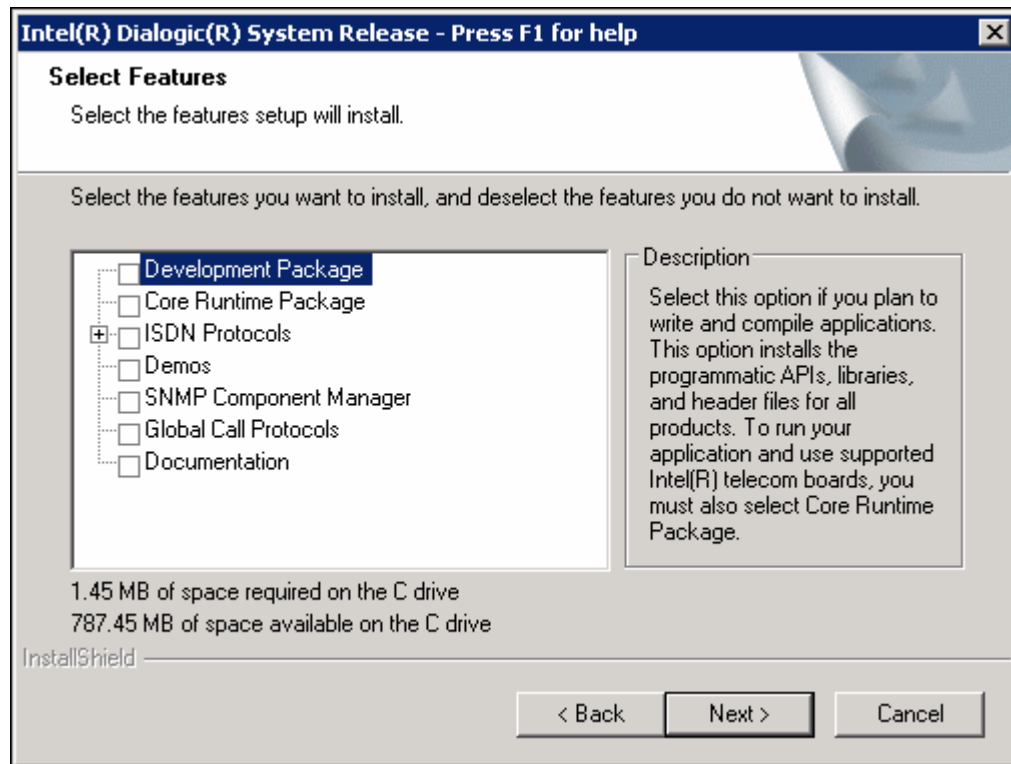 Intel(R) Dialogic(R) System Release - Press F1 for help
Select Features
Select the features setup will install.
Select the features you want to install, and deselect the features you do not want to install.
Development Package
Core Runtime Package
ISDN Protocols
Demos
SNMP Component Manager
Global Call Protocols
Documentation
Description
Select this option if you plan to
write and compile applications.
This option installs the
programmatic APIs, libraries,
and header files for all
products. To run your
application and use supported
Intel(R) telecom boards, you
must also select Core Runtime
Package.
1.45 MB of space required on the C drive
787.45 MB of space available on the C drive
InstallShield
< Back
Next >
Cancel